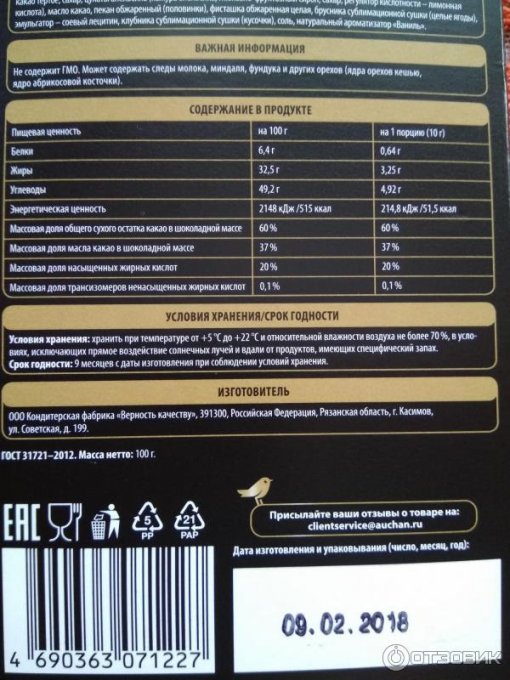 какао тертое, сахар,
регулятор кислотности – лимонная
кислота), масло какао, пекан обжаренный (половинки), фисташка обжаренная целая, брусника сублимационной сушки (целые ягоды),
эмульгатор – соевый лецитин, клубника сублимационной сушки (кусочки), соль, натуральный ароматизатор «Ваниль».
ВАЖНАЯ ИНФОРМАЦИЯ
Не содержит ГМО. Может содержать следы молока, миндаля, фундука и других орехов (ядра орехов кешью,
ядро абрикосовой косточки).
СОДЕРЖАНИЕ В ПРОДУКТЕ
Пищевая ценность на 100 г на 1 порцию (10 г)
Белки 6,4 г 0,64 г
Жиры 32,5 г 3,25 г
Углеводы 49,2 г 4,92 г
Энергетическая ценность 2148 кДж /515 ккал 214,8 кДж /51,5 ккал
Массовая доля общего сухого остатка какао в шоколадной массе 60 % 60 %
Массовая доля масла какао в шоколадной массе 37 % 37 %
Массовая доля насыщенных жирных кислот 20 % 20 %
Массовая доля трансизомеров ненасыщенных жирных кислот 0,1 % 0,1 %
УСЛОВИЯ ХРАНЕНИЯ/СРОК ГОДНОСТИ
Условия хранения: хранить при температуре от +5 °С до +22 °С и относительной влажности воздуха не более 70 %, в ус-
ловиях, исключающих прямое воздействие солнечных лучей и вдали от продуктов, имеющих специфический запах.
Срок годности: 9 месяцев с даты изготовления при соблюдении условий хранения.
ИЗГОТОВИТЕЛЬ
ООО Кондитерская фабрика «Верность качеству», 391300, Российская Федерация, Рязанская область, г. Касимов,
ул. Советская, д. 199.
ГОСТ 31721–2012. Масса нетто: 100 г.
Присылайте ваши отзывы о товаре на:
clientservice@auchan.ru
ЕАС
5
PP
21
PAP
Дата изготовления и упаковывания (число, месяц, год):
09.02.2018
4 690363 071227
ОТЗОВИК